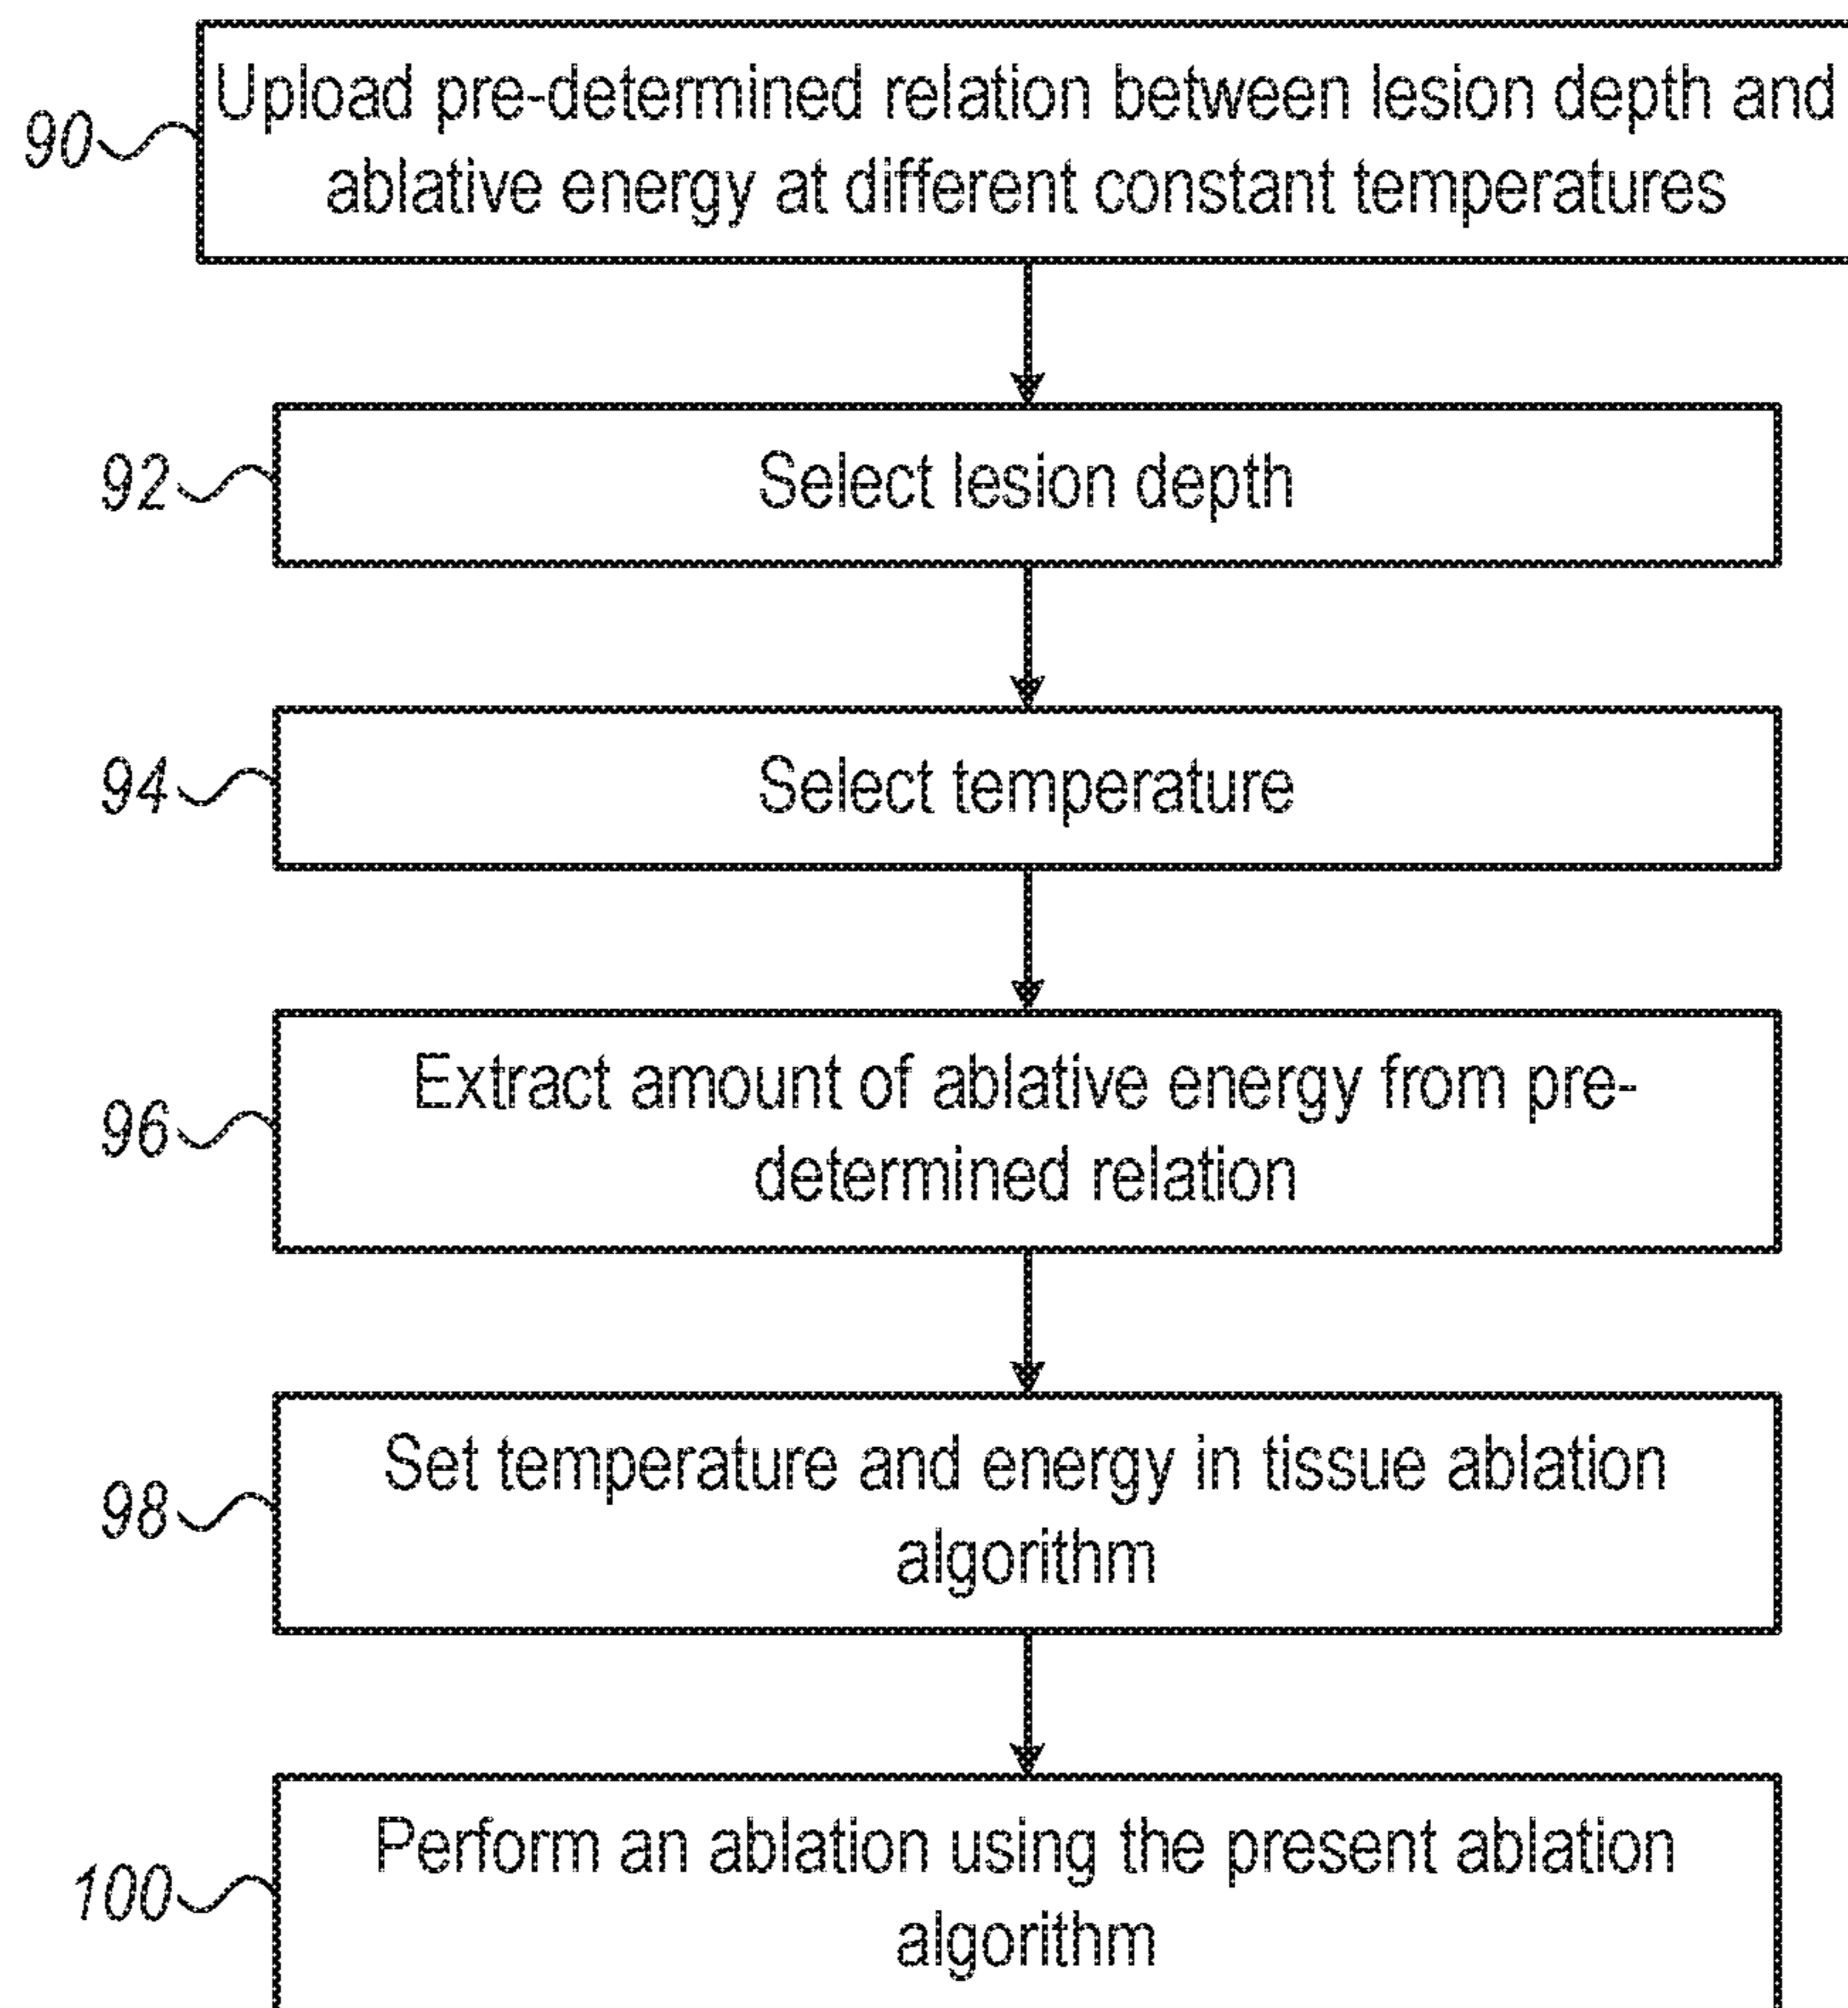 90
Upload pre-determined relation between lesion depth and
ablative energy at different constant temperatures
92
Select lesion depth
94
Select temperature
96
Extract amount of ablative energy from pre-
determined relation
98
Set temperature and energy in tissue ablation
algorithm
100
Perform an ablation using the present ablation
algorithm